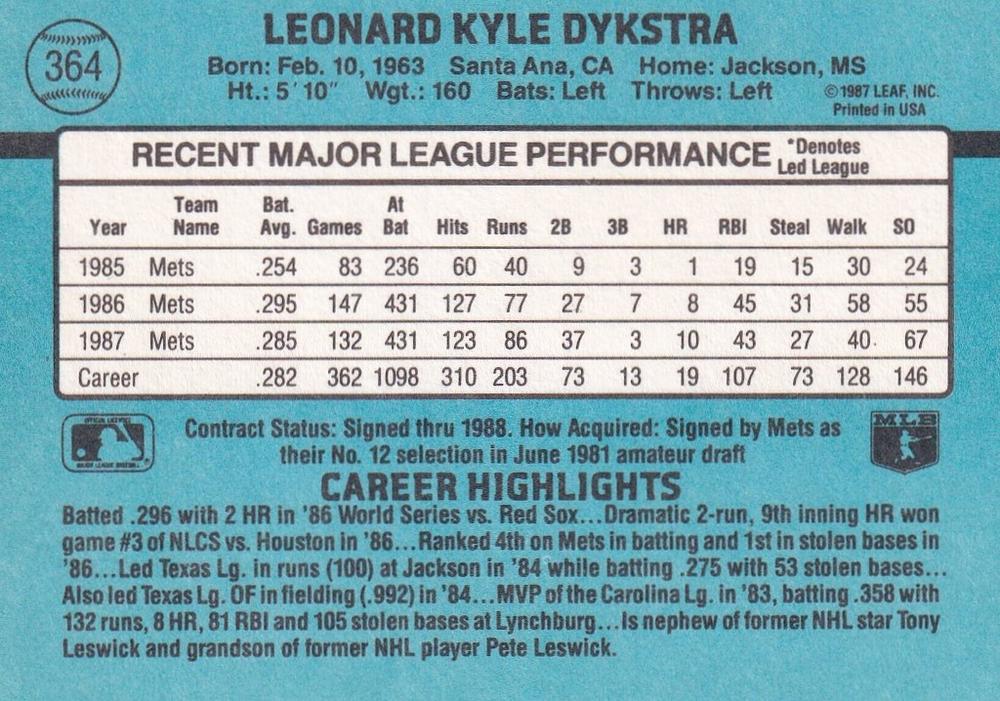 364
LEONARD KYLE DYKSTRA
Born: Feb. 10, 1963 Santa Ana, CA Home: Jackson, MS
Ht.: 5' 10" Wgt.: 160 Bats: Left Throws: Left
©1987 LEAF, INC.
Printed in USA
RECENT MAJOR LEAGUE PERFORMANCE *Denotes Led League
Year Team Name Bat. Avg. Games At Bat Hits Runs 2B 3B HR RBI Steal Walk SO
1985 Mets .254 83 236 60 40 9 3 1 19 15 30 24
1986 Mets .295 147 431 127 77 27 7 8 45 31 58 55
1987 Mets .285 132 431 123 86 37 3 10 43 27 40 67
Career .282 362 1098 310 203 73 13 19 107 73 128 146
OFFICIAL LICENSEE
MAJOR LEAGUE BASEBALL
Contract Status: Signed thru 1988. How Acquired: Signed by Mets as
their No. 12 selection in June 1981 amateur draft
MLB
CAREER HIGHLIGHTS
Batted .296 with 2 HR in '86 World Series vs. Red Sox...Dramatic 2-run, 9th inning HR won
game #3 of NLCS vs. Houston in '86...Ranked 4th on Mets in batting and 1st in stolen bases in
'86...Led Texas Lg. in runs (100) at Jackson in '84 while batting .275 with 53 stolen bases...
Also led Texas Lg. OF in fielding (.992) in '84...MVP of the Carolina Lg. in '83, batting .358 with
132 runs, 8 HR, 81 RBI and 105 stolen bases at Lynchburg...Is nephew of former NHL star Tony
Leswick and grandson of former NHL player Pete Leswick.